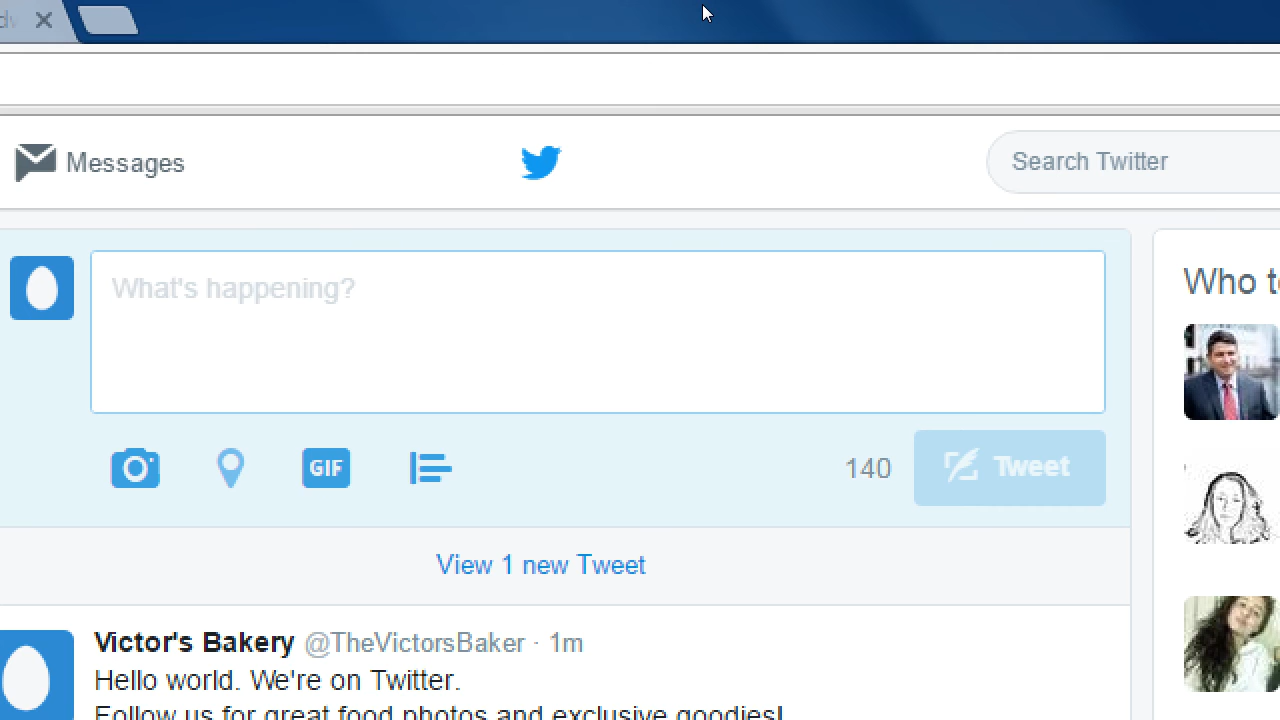 Messages
Search Twitter
What's happening?
Who
GIF
140
Tweet
View 1 new Tweet
Victor's Bakery @TheVictorsBaker · 1m
Hello world. We're on Twitter.
Follow us for great food photos and exclusive goodies!